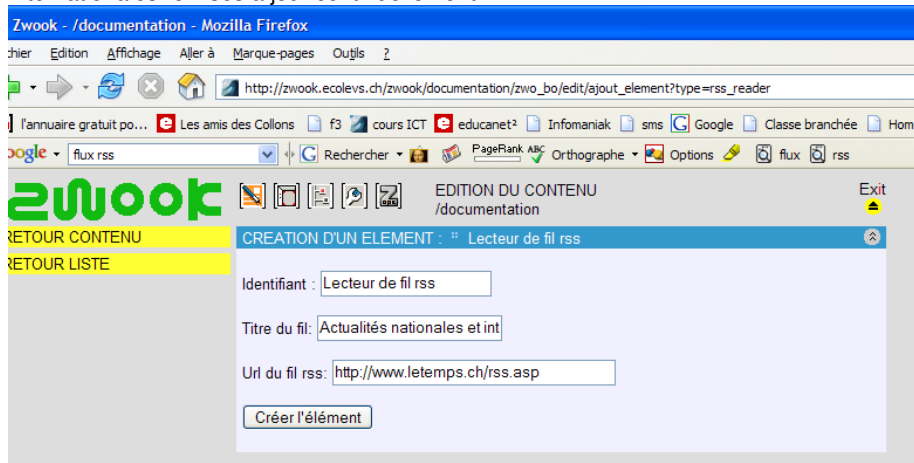 Zwook - /documentation - Mozilla Firefox
chier Edition Affichage Aller à Marque-pages Outils ?
http://zwook.ecolevs.ch/zwook/documentation/zwo_bo/edit/ajout_element?type=rss_reader
l'annuaire gratuit po... Les amis des Collons f3 cours ICT educanet² Infomaniak sms Google Classe branchée Hom
oogle flux rss Rechercher PageRank ABC Orthographe Options flux rss
zwook EDITION DU CONTENU Exit
/documentation
RETOUR CONTENU CREATION D'UN ELEMENT : Lecteur de fil rss
RETOUR LISTE
Identifiant : Lecteur de fil rss
Titre du fil: Actualités nationales et int
Url du fil rss: http://www.letemps.ch/rss.asp
Créer l'élément